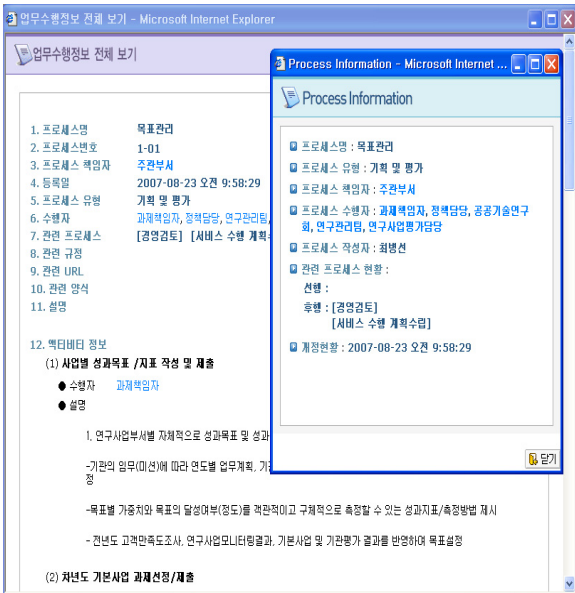 업무수행정보 전체 보기 - Microsoft Internet Explorer
업무수행정보 전체 보기
1. 프로세스명 목표관리
2. 프로세스번호 1-01
3. 프로세스 책임자 주관부서
4. 등록일 2007-08-23 오전 9:58:29
5. 프로세스 유형 기획 및 평가
6. 수행자 과제책임자, 정책담당, 연구관리팀,
7. 관련 프로세스 [경영검토] [서비스 수행 계획
8. 관련 규정
9. 관련 URL
10. 관련 양식
11. 설명
12. 액티비티 정보
(1) 사업별 성과목표 /지표 작성 및 제출
● 수행자 과제책임자
● 설명
1. 연구사업부서별 자체적으로 성과목표 및 성과
-기관의 임무(미션)에 따라 연도별 업무계획,
정
-목표별 가중치와 목표의 달성여부(정도)를 객관적이고 구체적으로 측정할 수 있는 성과지표/측정방법 제시
- 전년도 고객만족도조사, 연구사업모니터링결과, 기본사업 및 기관평가 결과를 반영하여 목표설정
(2) 차년도 기본사업 과제선정/제출
Process Information - Microsoft Internet ...
Process Information
프로세스명 : 목표관리
프로세스 유형 : 기획 및 평가
프로세스 책임자 : 주관부서
프로세스 수행자 : 과제책임자, 정책담당, 공공기술연구
회, 연구관리팀, 연구사업평가담당
프로세스 작성자 : 최병선
관련 프로세스 현황 :
선행 :
후행 : [경영검토]
[서비스 수행 계획수립]
개정현황 : 2007-08-23 오전 9:58:29
닫기